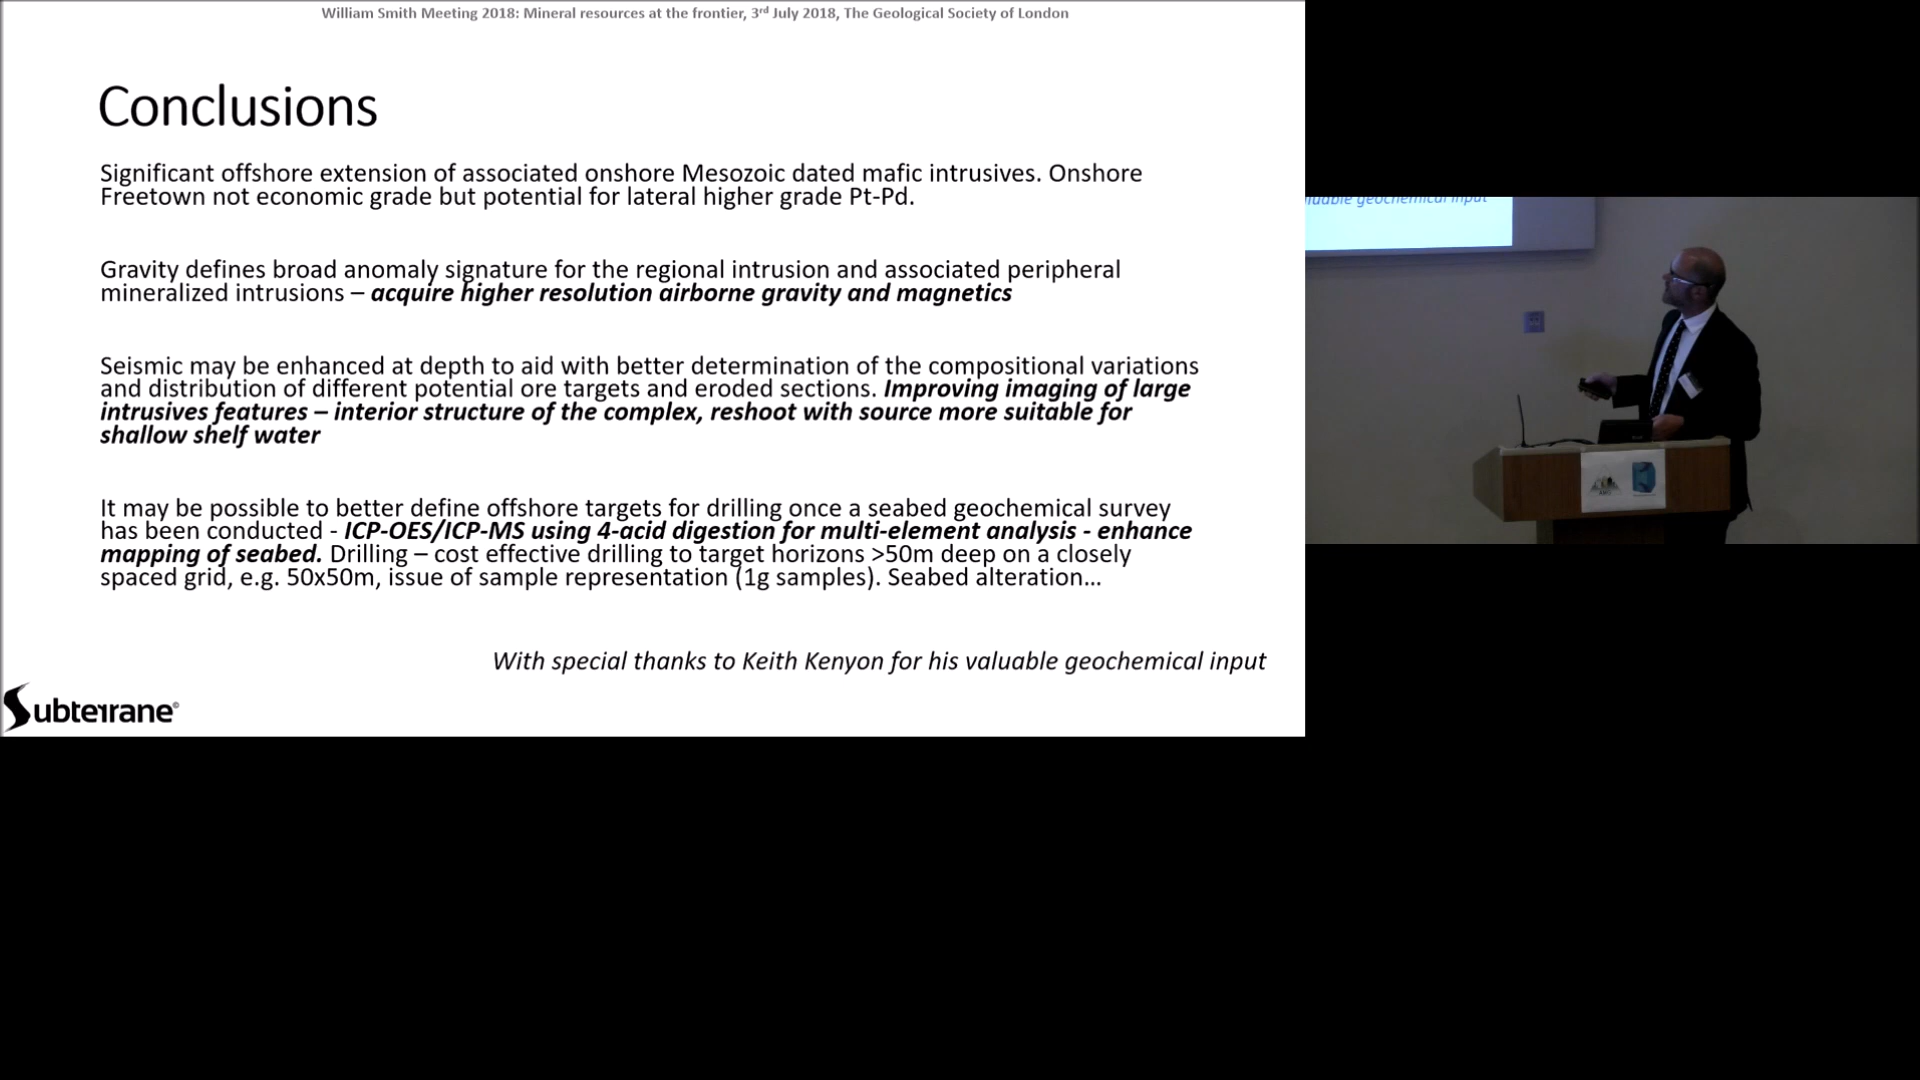 William Smith Meeting 2018: Mineral resources at the frontier, 3rd July 2018, The Geological Society of London
Conclusions
Significant offshore extension of associated onshore Mesozoic dated mafic intrusives. Onshore
Freetown not economic grade but potential for lateral higher grade Pt-Pd.
Gravity defines broad anomaly signature for the regional intrusion and associated peripheral
mineralized intrusions – acquire higher resolution airborne gravity and magnetics
Seismic may be enhanced at depth to aid with better determination of the compositional variations
and distribution of different potential ore targets and eroded sections. Improving imaging of large
intrusives features – interior structure of the complex, reshoot with source more suitable for
shallow shelf water
It may be possible to better define offshore targets for drilling once a seabed geochemical survey
has been conducted - ICP-OES/ICP-MS using 4-acid digestion for multi-element analysis - enhance
mapping of seabed. Drilling – cost effective drilling to target horizons >50m deep on a closely
spaced grid, e.g. 50x50m, issue of sample representation (1g samples). Seabed alteration...
With special thanks to Keith Kenyon for his valuable geochemical input
Subterrane©
geochemical input